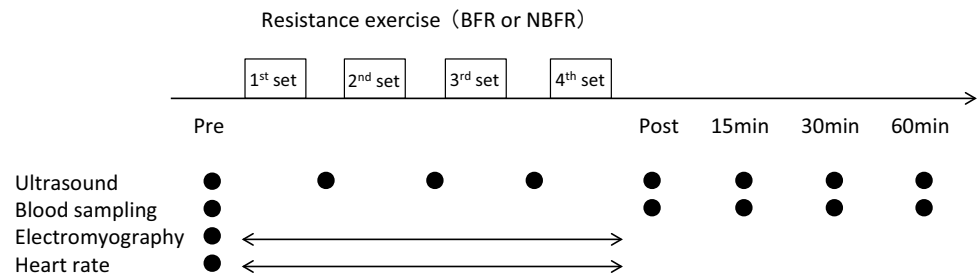 Resistance exercise（BFR or NBFR）
1st set 2nd set 3rd set 4th set
Pre Post 15min 30min 60min
Ultrasound
Blood sampling
Electromyography
Heart rate